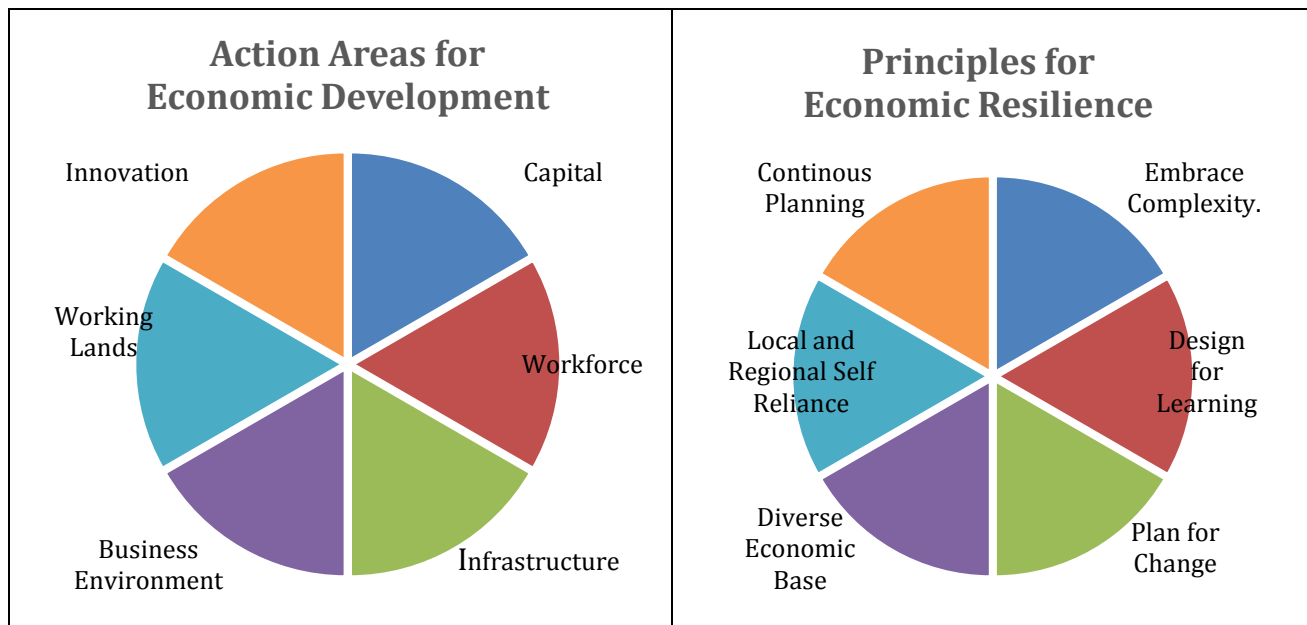 Action Areas for
Economic Development
Innovation
Capital
Working
Lands
Workforce
Business
Environment
Infrastructure
Principles for
Economic Resilience
Continous
Planning
Embrace
Complexity.
Local and
Regional Self
Reliance
Design
for
Learning
Diverse
Economic
Base
Plan for
Change